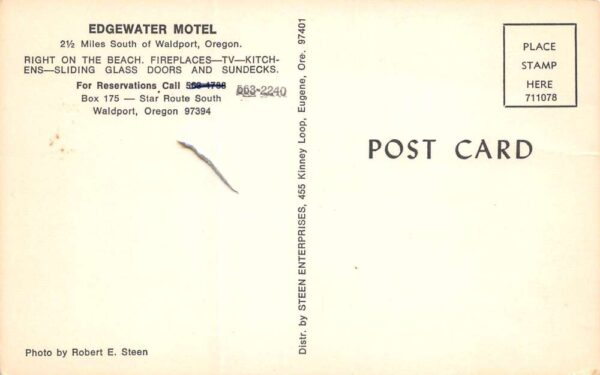 EDGEWATER MOTEL
2½ Miles South of Waldport, Oregon.
RIGHT ON THE BEACH. FIREPLACES—TV—KITCH-
ENS—SLIDING GLASS DOORS AND SUNDECKS.
For Reservations Call 563-2240
Box 175 — Star Route South
Waldport, Oregon 97394
Photo by Robert E. Steen
Distr. by STEEN ENTERPRISES, 455 Kinney Loop, Eugene, Ore. 97401
PLACE
STAMP
HERE
711078
POST CARD